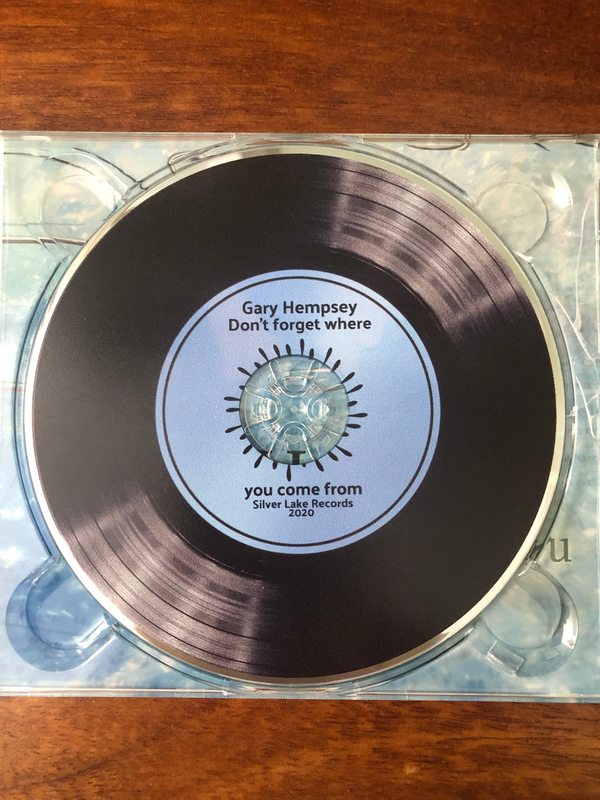 Gary Hempsey
Don't forget where
you come from
Silver Lake Records
2020